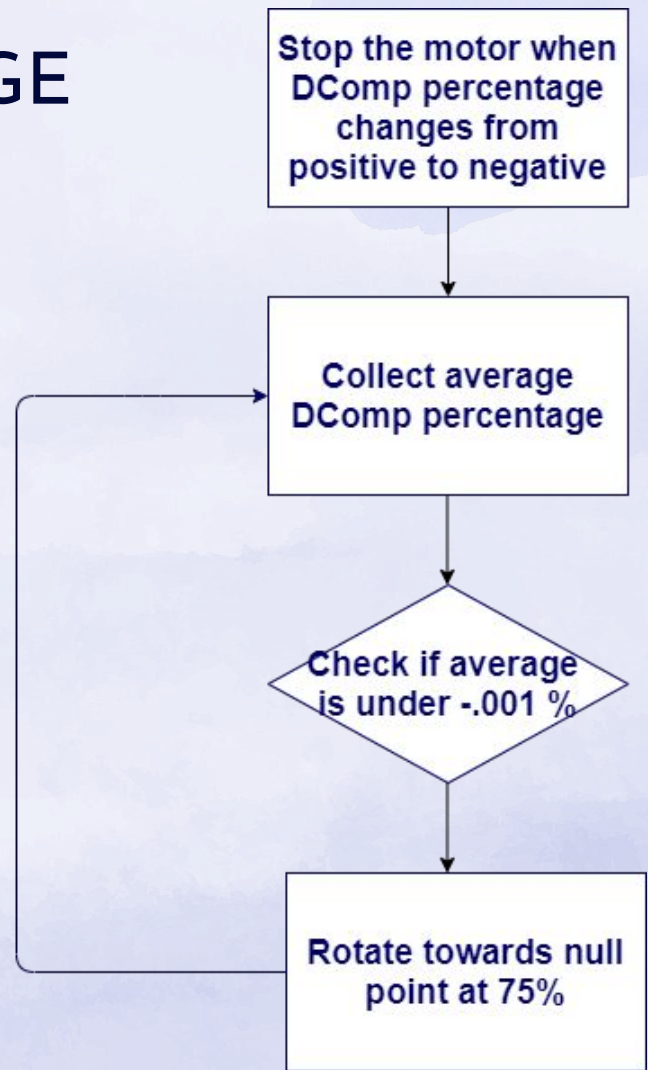 GE
Stop the motor when
DComp percentage
changes from
positive to negative
Collect average
DComp percentage
Check if average
is under -.001 %
Rotate towards null
point at 75%